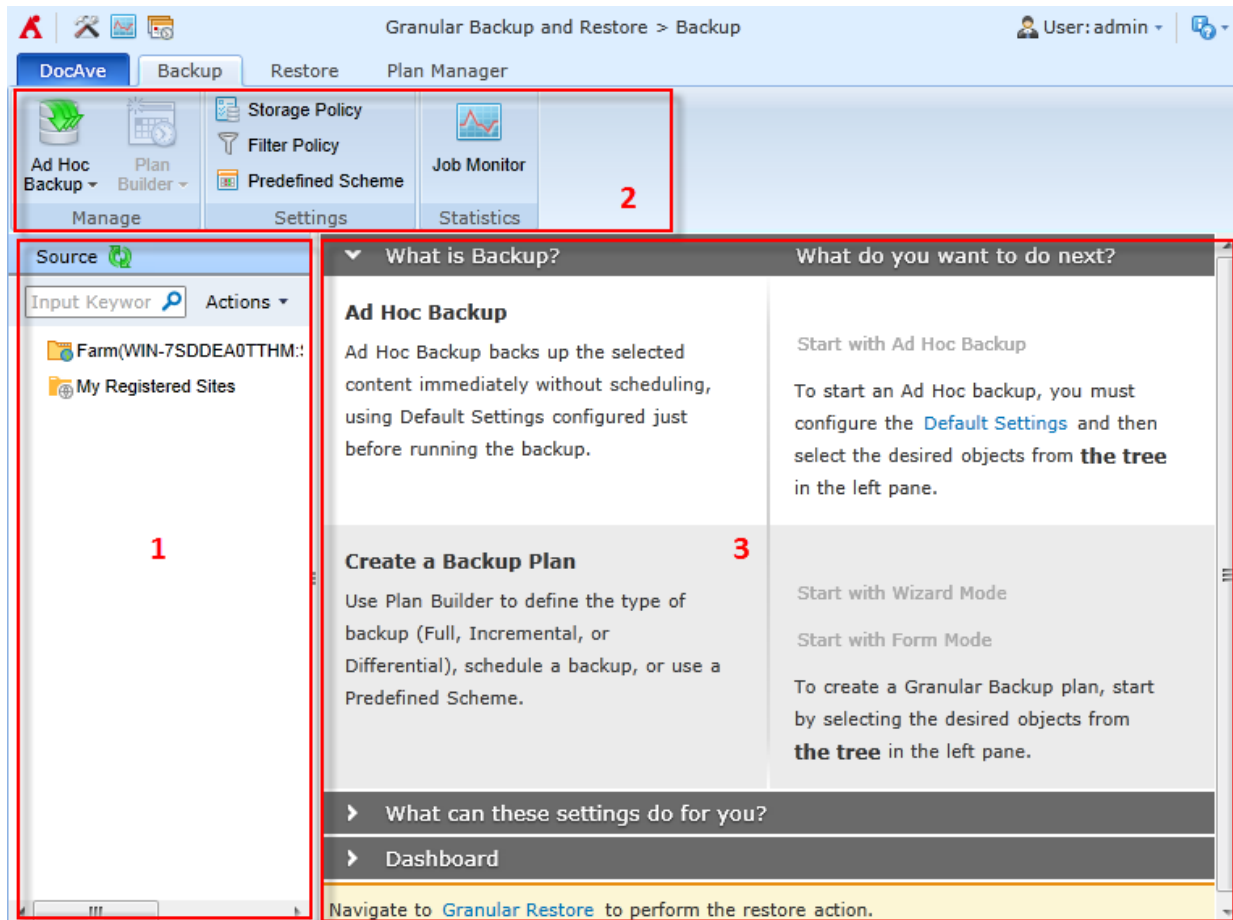 Granular Backup and Restore > Backup
User: admin
DocAve Backup Restore Plan Manager
Ad Hoc
Backup
Plan
Builder
Manage
Storage Policy
Filter Policy
Predefined Scheme
Settings
Job Monitor
Statistics
2
Source
Input Keywor
Actions
Farm(WIN-7SDDEA0TTHM:
My Registered Sites
1
What is Backup?
What do you want to do next?
Ad Hoc Backup
Ad Hoc Backup backs up the selected
content immediately without scheduling,
using Default Settings configured just
before running the backup.
Start with Ad Hoc Backup
To start an Ad Hoc backup, you must
configure the Default Settings and then
select the desired objects from the tree
in the left pane.
3
Create a Backup Plan
Use Plan Builder to define the type of
backup (Full, Incremental, or
Differential), schedule a backup, or use a
Predefined Scheme.
Start with Wizard Mode
Start with Form Mode
To create a Granular Backup plan, start
by selecting the desired objects from
the tree in the left pane.
What can these settings do for you?
Dashboard
Navigate to Granular Restore to perform the restore action.